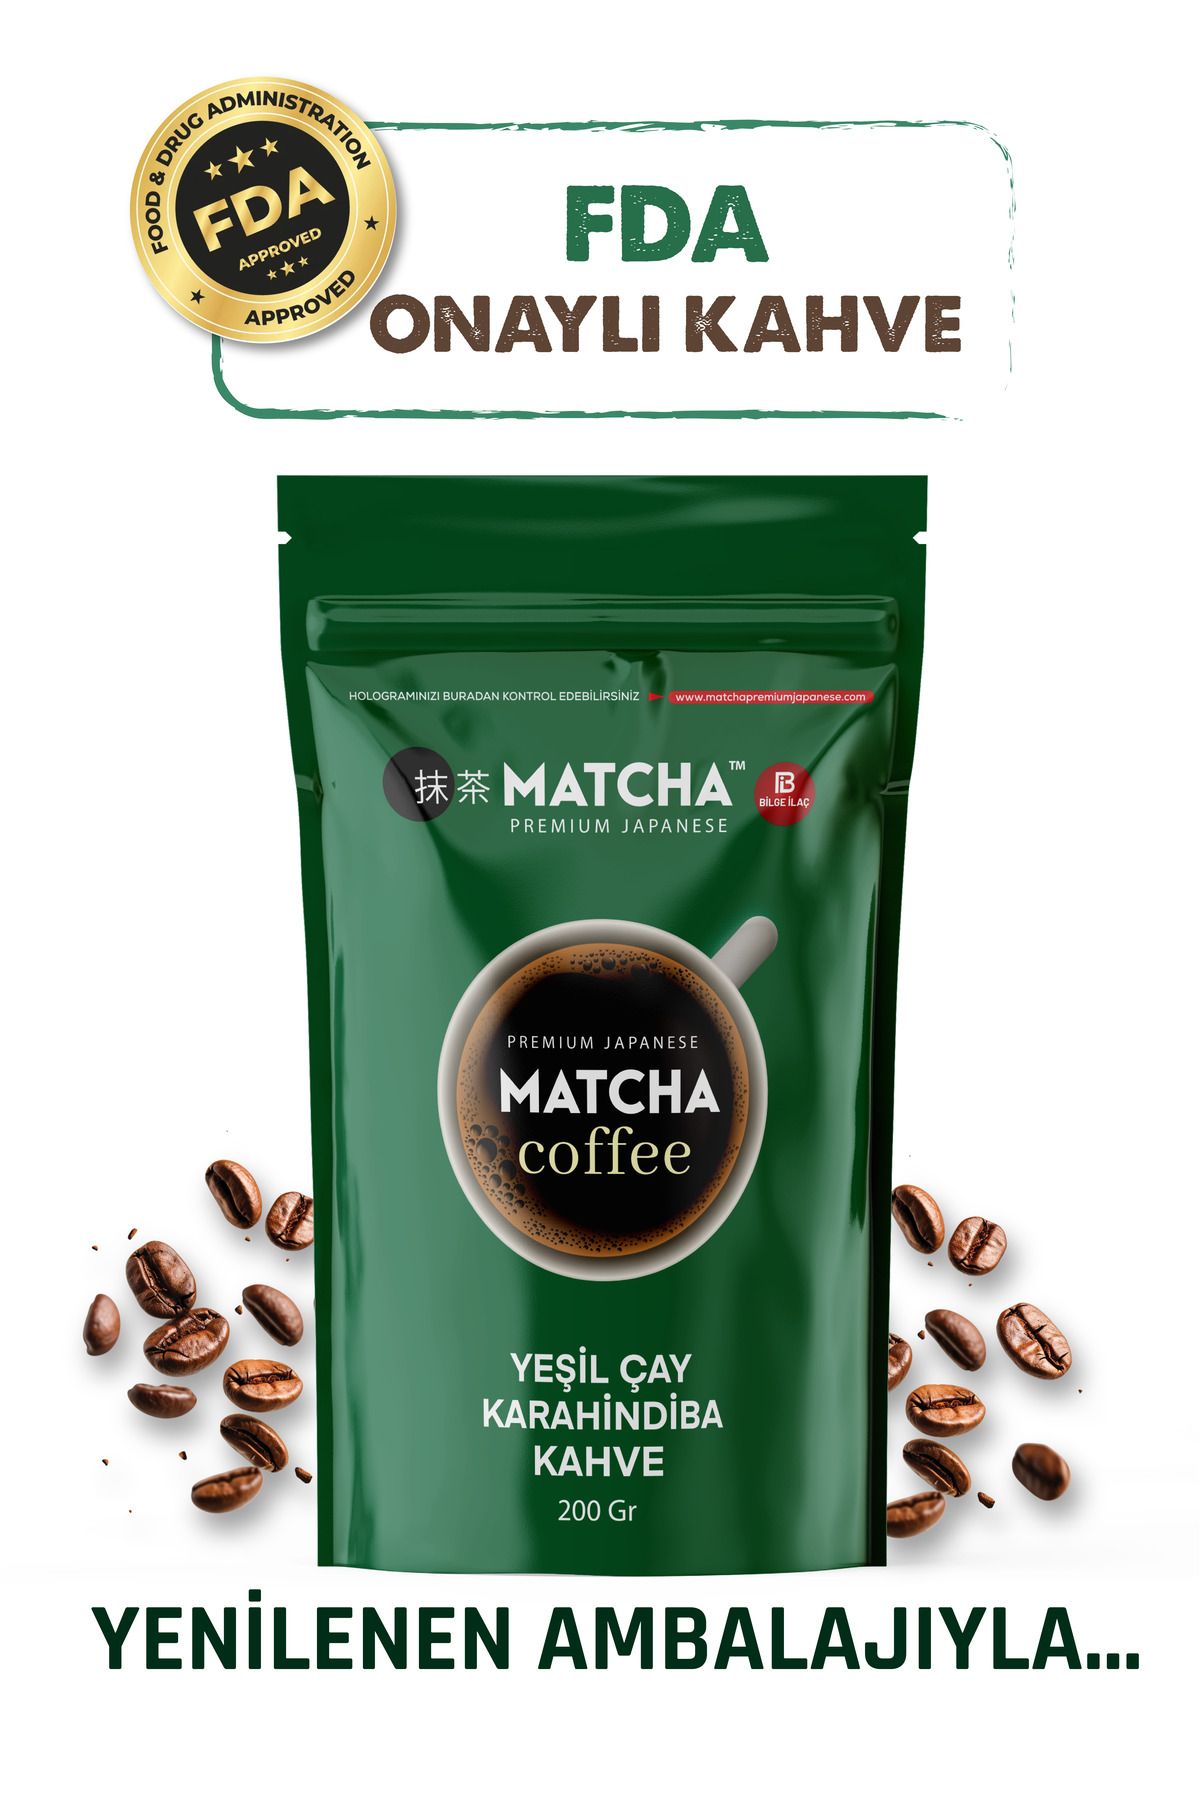 FOOD & DRUG ADMINISTRATION
FDA
APPROVED
APPROVED
FDA
ONAYLI KAHVE
HOLOGRAMINIZI BURADAN KONTROL EDEBİLİRSİNİZ www.matchapremiumjapanese.com
抹茶 MATCHA™
PREMIUM JAPANESE
BİLGE İLAÇ
PREMIUM JAPANESE
MATCHA
coffee
YEŞİL ÇAY
KARAHİNDİBA
KAHVE
200 Gr
YENİLENEN AMBALAJIYLA...